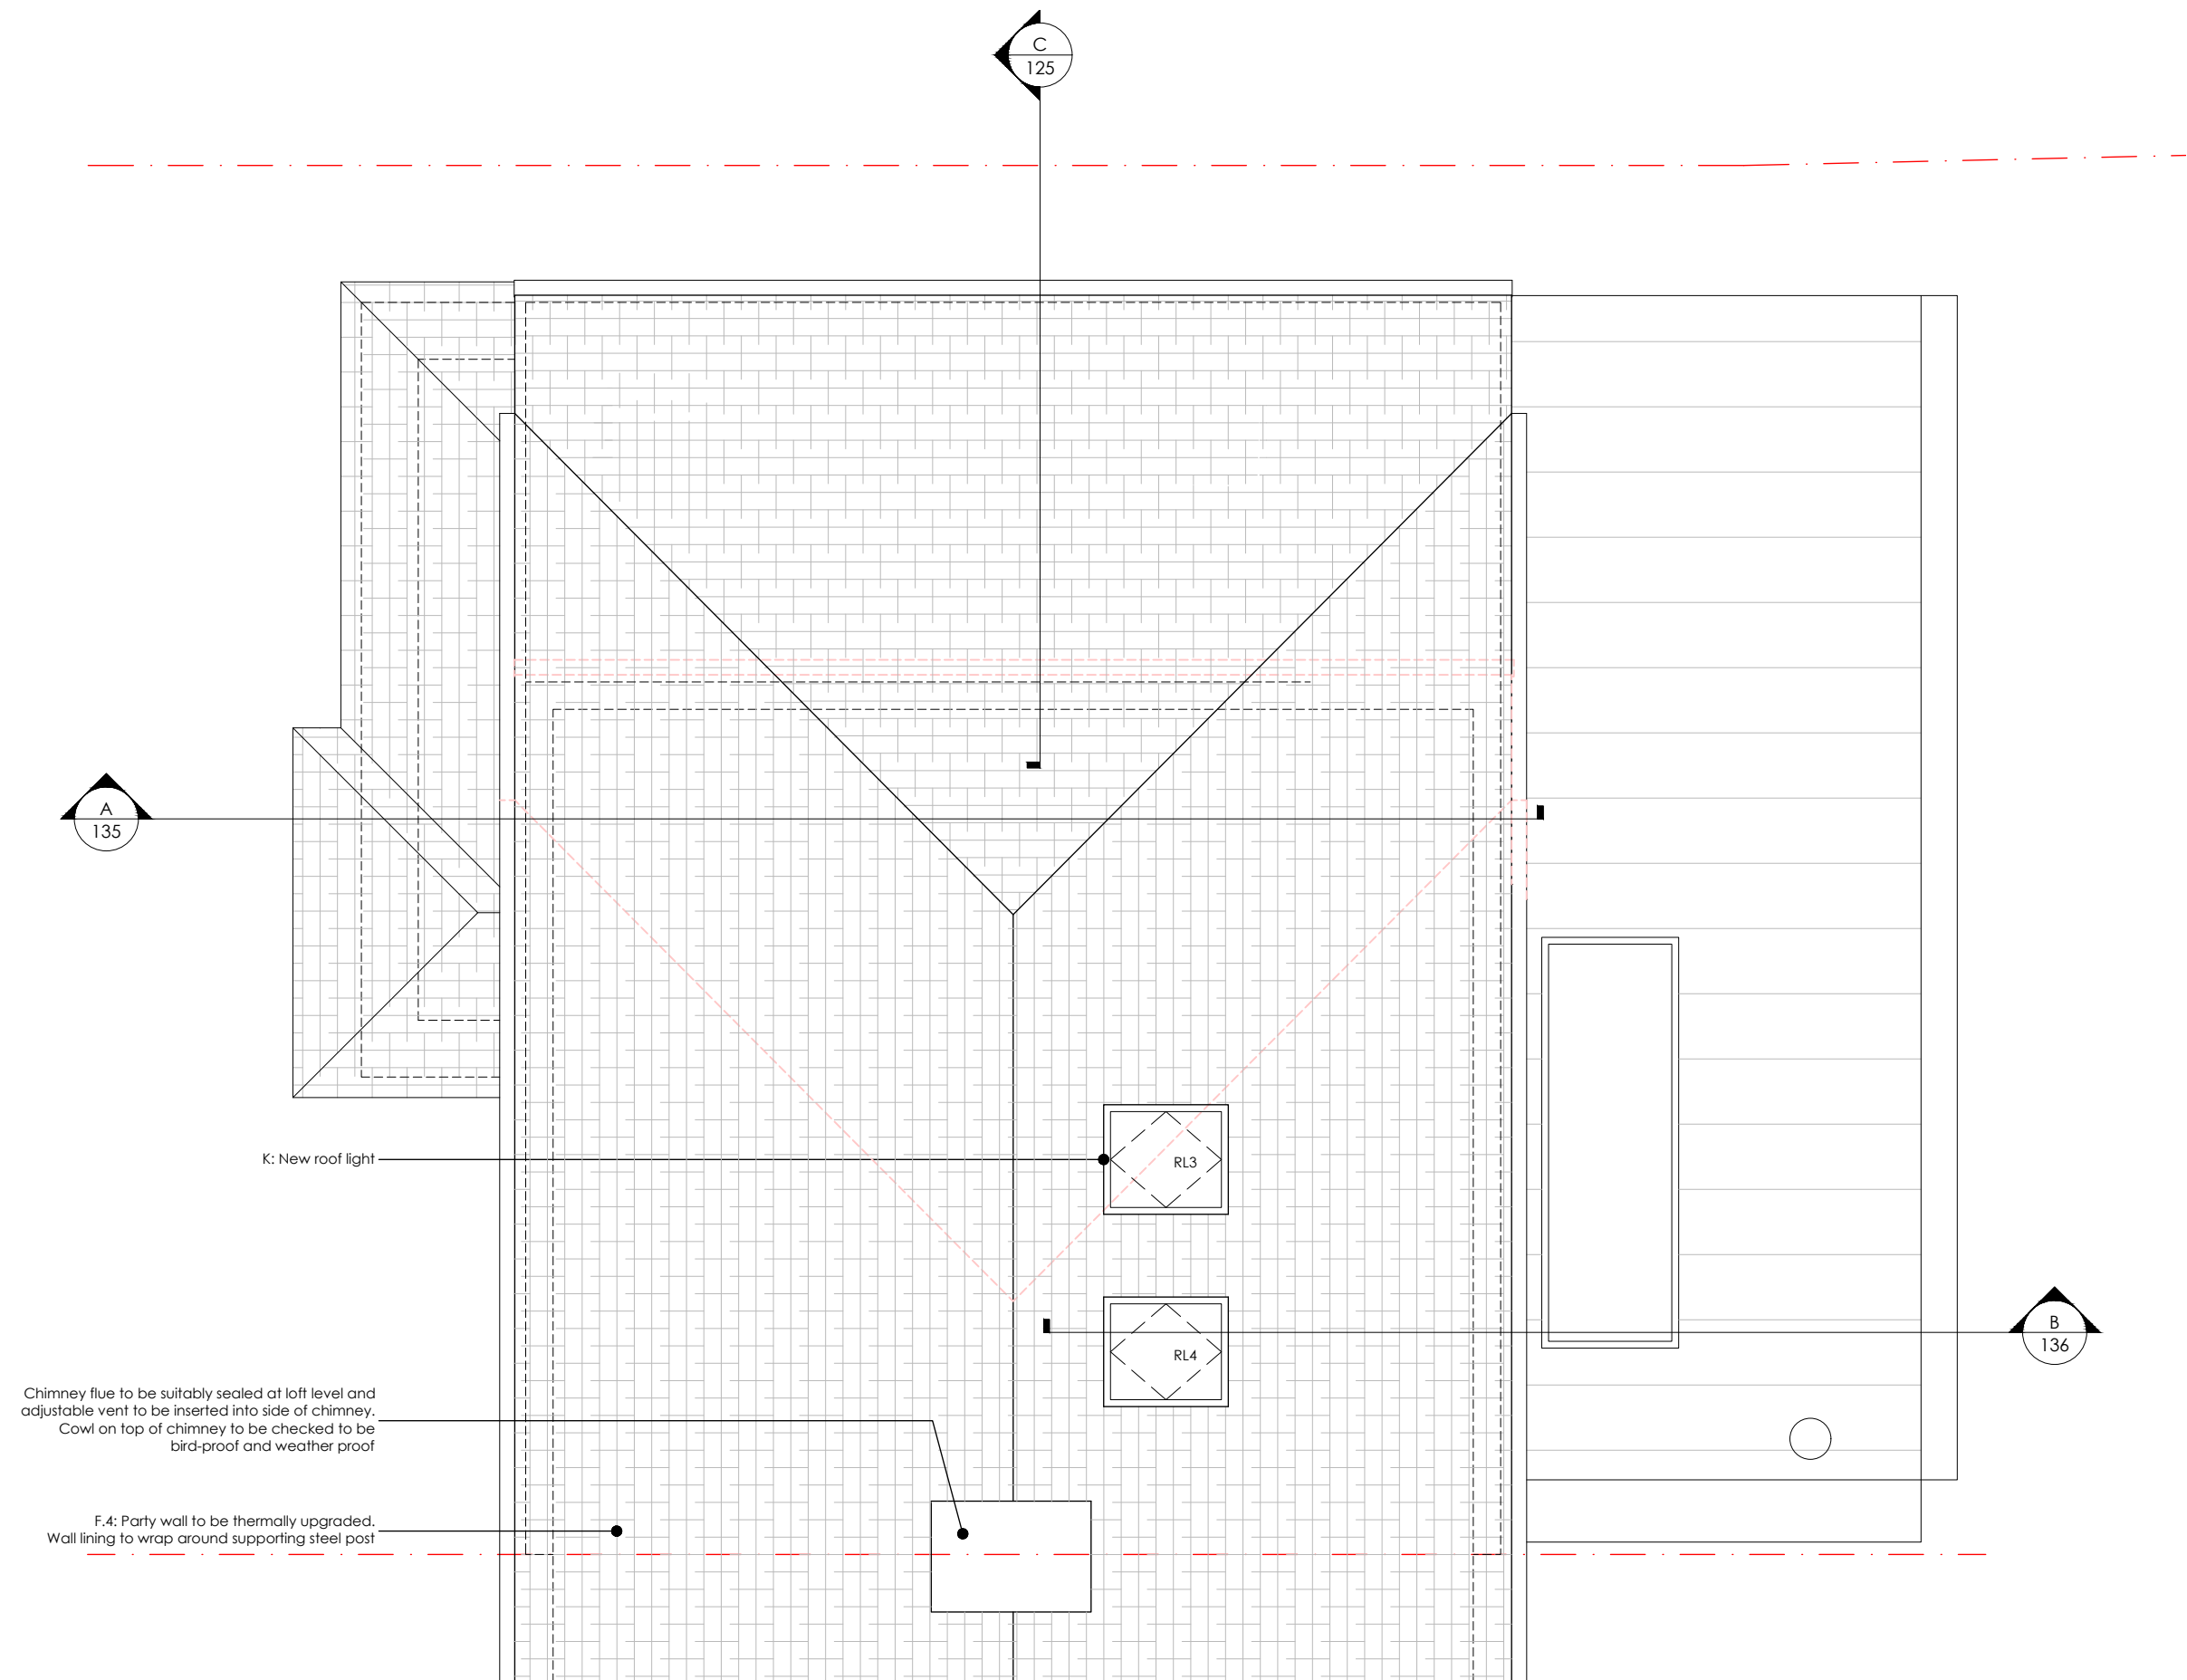 C
125
A
135
K: New roof light
RL3
B
136
RL4
Chimney flue to be suitably sealed at loft level and
adjustable vent to be inserted into side of chimney.
Cowl on top of chimney to be checked to be
bird-proof and weather proof
F.4: Party wall to be thermally upgraded.
Wall lining to wrap around supporting steel post